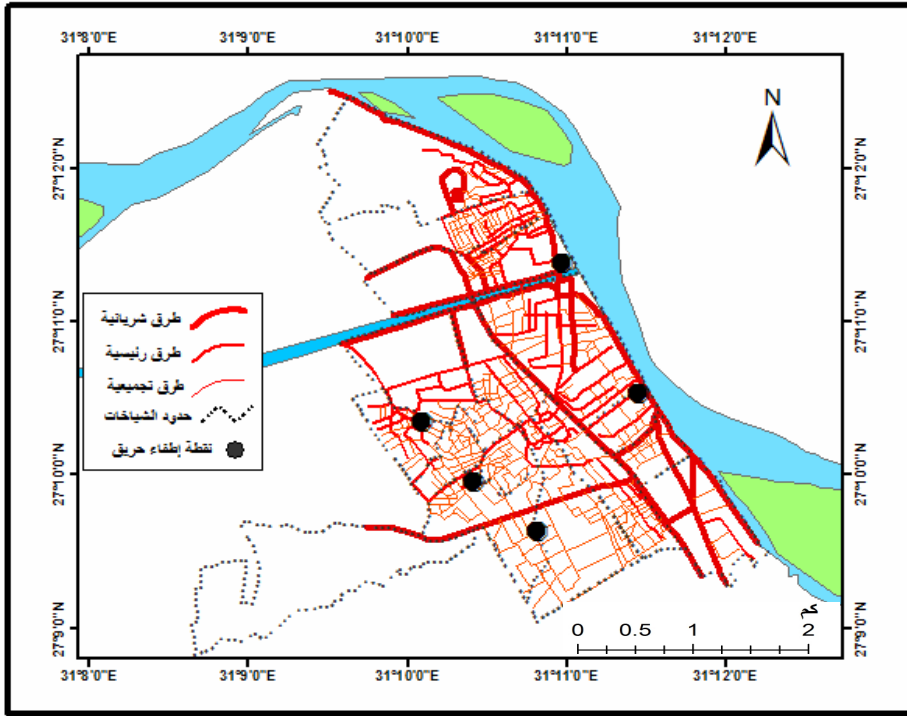 31°8'0"E 31°9'0"E 31°10'0"E 31°11'0"E 31°12'0"E
N
27°12'0"N 27°12'0"N
27°11'0"N 27°11'0"N
طرق شريانية
طرق رئيسية
طرق تجميعية
حدود الشياخات
نقطة إطفاء حريق
27°10'0"N 27°10'0"N
كم
0 0.5 1 2
27°9'0"N 27°9'0"N
31°8'0"E 31°9'0"E 31°10'0"E 31°11'0"E 31°12'0"E